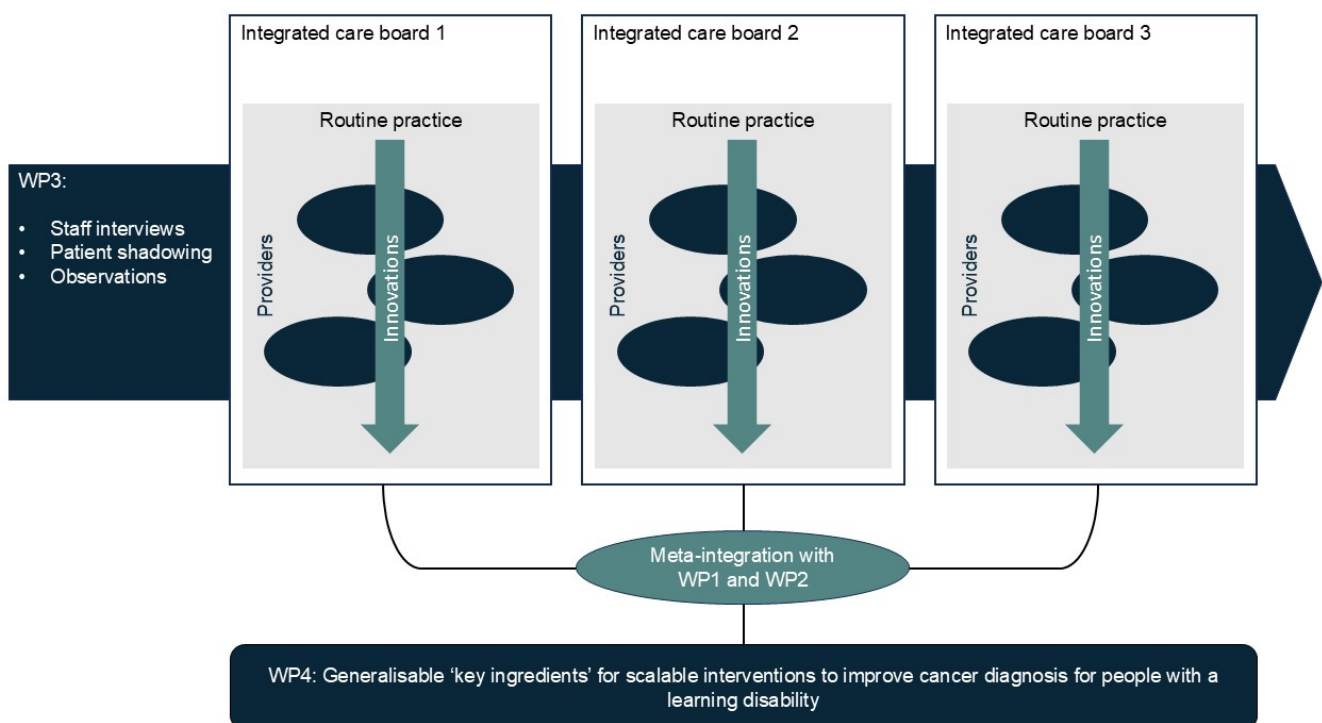 Integrated care board 1
Integrated care board 2
Integrated care board 3
Routine practice
Routine practice
Routine practice
WP3:
• Staff interviews
• Patient shadowing
• Observations
Providers
Innovations
Providers
Innovations
Providers
Innovations
Meta-integration with
WP1 and WP2
WP4: Generalisable ‘key ingredients’ for scalable interventions to improve cancer diagnosis for people with a
learning disability